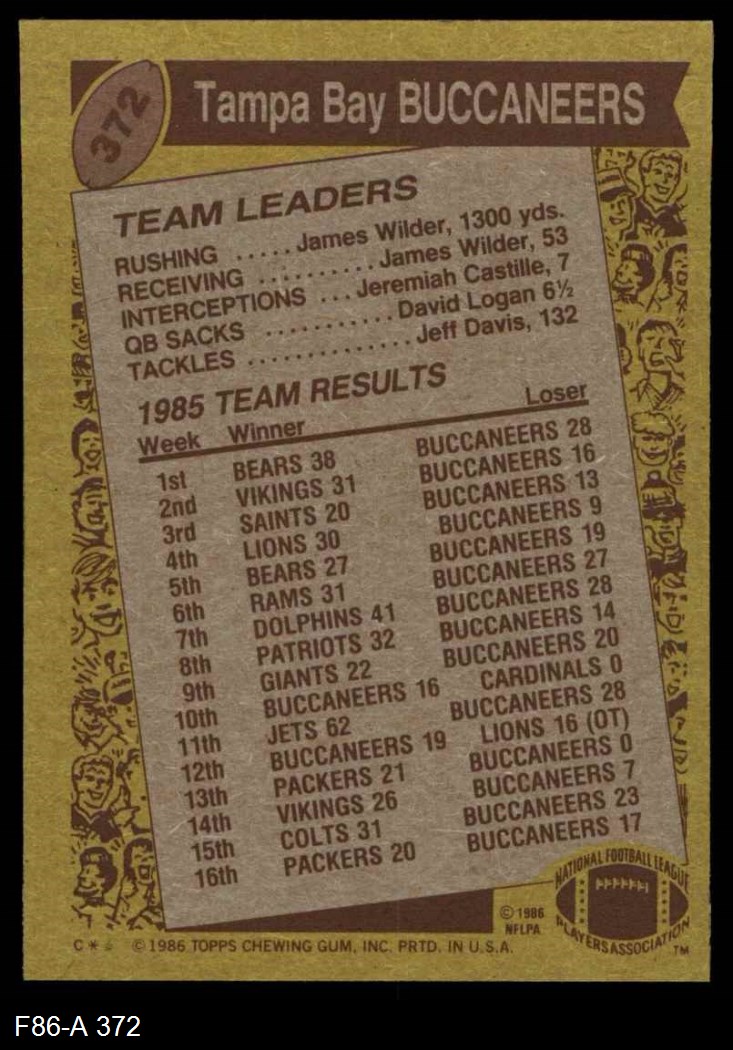 372
Tampa Bay BUCCANEERS
TEAM LEADERS
RUSHING ..... James Wilder, 1300 yds.
RECEIVING .......... James Wilder, 53
INTERCEPTIONS ... Jeremiah Castille, 7
QB SACKS ........... David Logan 6½
TACKLES .............. Jeff Davis, 132
1985 TEAM RESULTS
Week Winner Loser
1st BEARS 38 BUCCANEERS 28
2nd VIKINGS 31 BUCCANEERS 16
3rd SAINTS 20 BUCCANEERS 13
4th LIONS 30 BUCCANEERS 9
5th BEARS 27 BUCCANEERS 19
6th RAMS 31 BUCCANEERS 27
7th DOLPHINS 41 BUCCANEERS 28
8th PATRIOTS 32 BUCCANEERS 14
9th GIANTS 22 BUCCANEERS 20
10th BUCCANEERS 16 CARDINALS 0
11th JETS 62 BUCCANEERS 28
12th BUCCANEERS 19 LIONS 16 (OT)
13th PACKERS 21 BUCCANEERS 0
14th VIKINGS 26 BUCCANEERS 7
15th COLTS 31 BUCCANEERS 23
16th PACKERS 20 BUCCANEERS 17
NATIONAL FOOTBALL LEAGUE
PLAYERS ASSOCIATION
TM
© 1986
NFLPA
C * © 1986 TOPPS CHEWING GUM, INC. PRTD. IN U.S.A.
F86-A 372